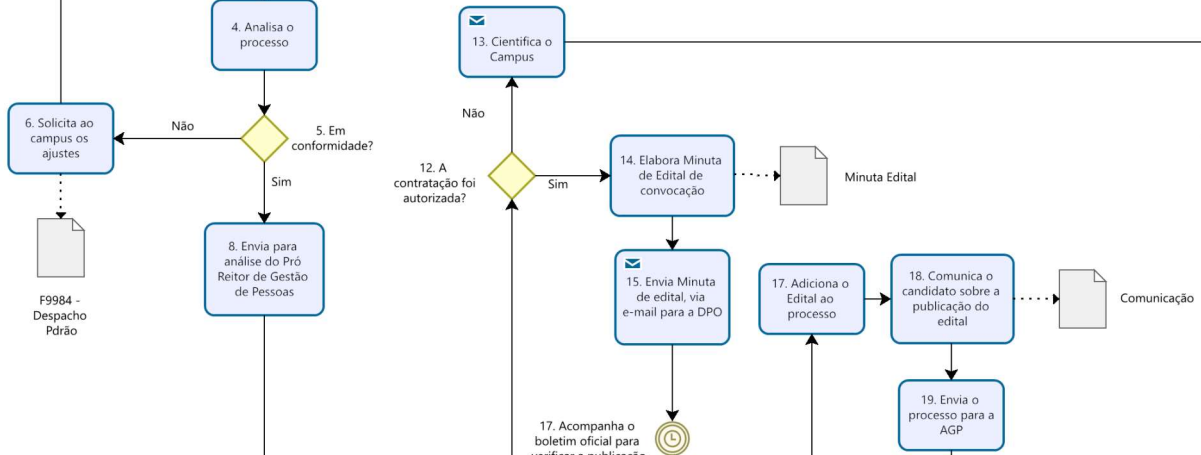 4. Analisa o
processo
5. Em
conformidade?
Não
Sim
6. Solicita ao
campus os
ajustes
F9984 -
Despacho
Pdrão
8. Envia para
análise do Pró
Reitor de Gestão
de Pessoas
13. Cientifica o
Campus
Não
12. A
contratação foi
autorizada?
Sim
14. Elabora Minuta
de Edital de
convocação
Minuta Edital
15. Envia Minuta
de edital, via
e-mail para a DPO
17. Acompanha o
boletim oficial para
verificar a publicação
17. Adiciona o
Edital ao
processo
18. Comunica o
candidato sobre a
publicação do
edital
Comunicação
19. Envia o
processo para a
AGP